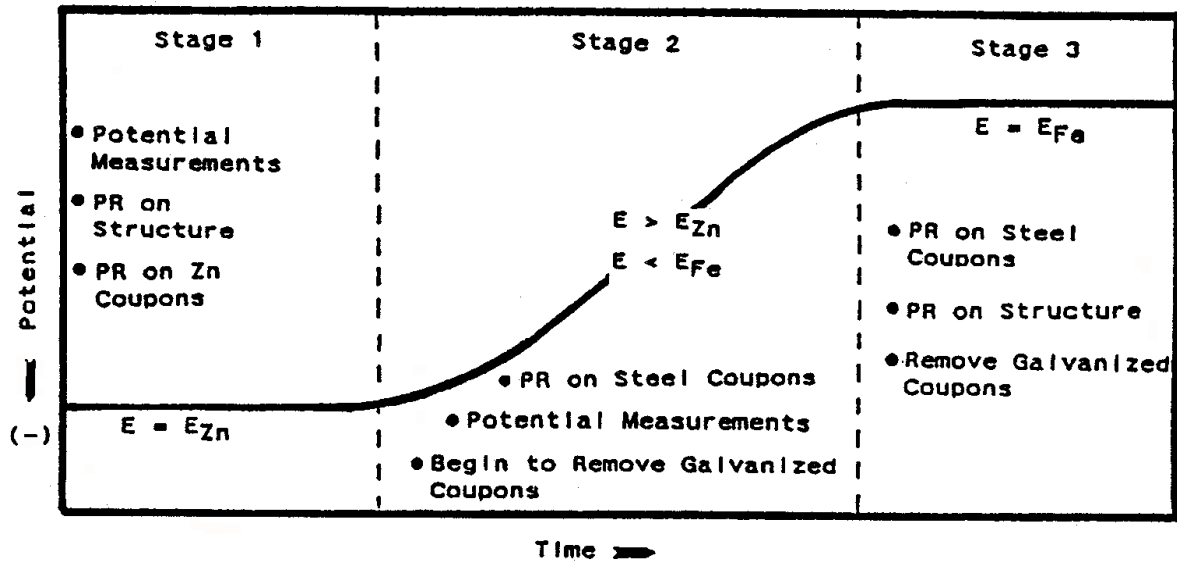 Stage 1
● Potential
Measurements
● PR on
Structure
● PR on Zn
Coupons
E = EZn
Stage 2
E > EZn
E < EFe
● PR on Steel Coupons
● Potential Measurements
● Begin to Remove Galvanized
Coupons
Stage 3
E = EFe
● PR on Steel
Coupons
● PR on Structure
● Remove Galvanized
Coupons
Potential
(-)
Time